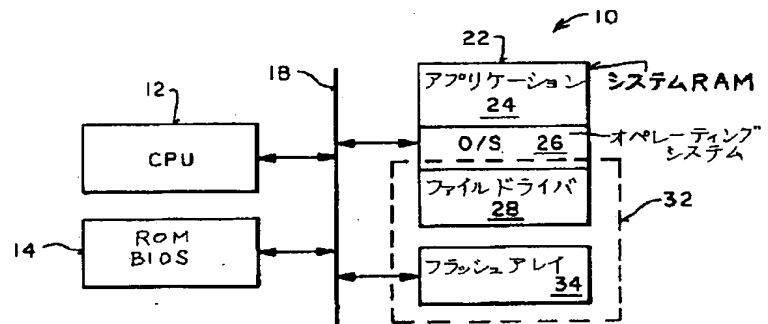 10
22
18
アプリケーション
24
システムRAM
12
CPU
O/S 26
オペレーティング
システム
ファイルドライバ
28
32
14
ROM
BIOS
フラッシュアレイ
34